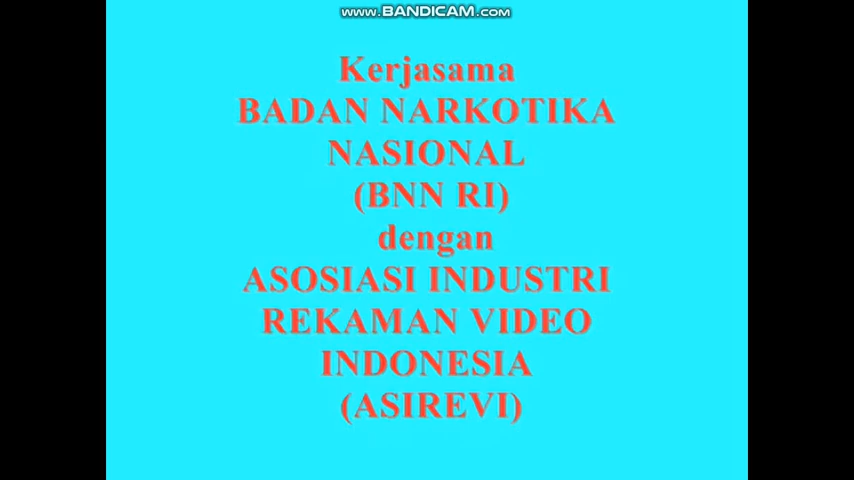 www.BANDICAM.com
Kerjasama
BADAN NARKOTIKA
NASIONAL
(BNN RI)
dengan
ASOSIASI INDUSTRI
REKAMAN VIDEO
INDONESIA
(ASIREVI)